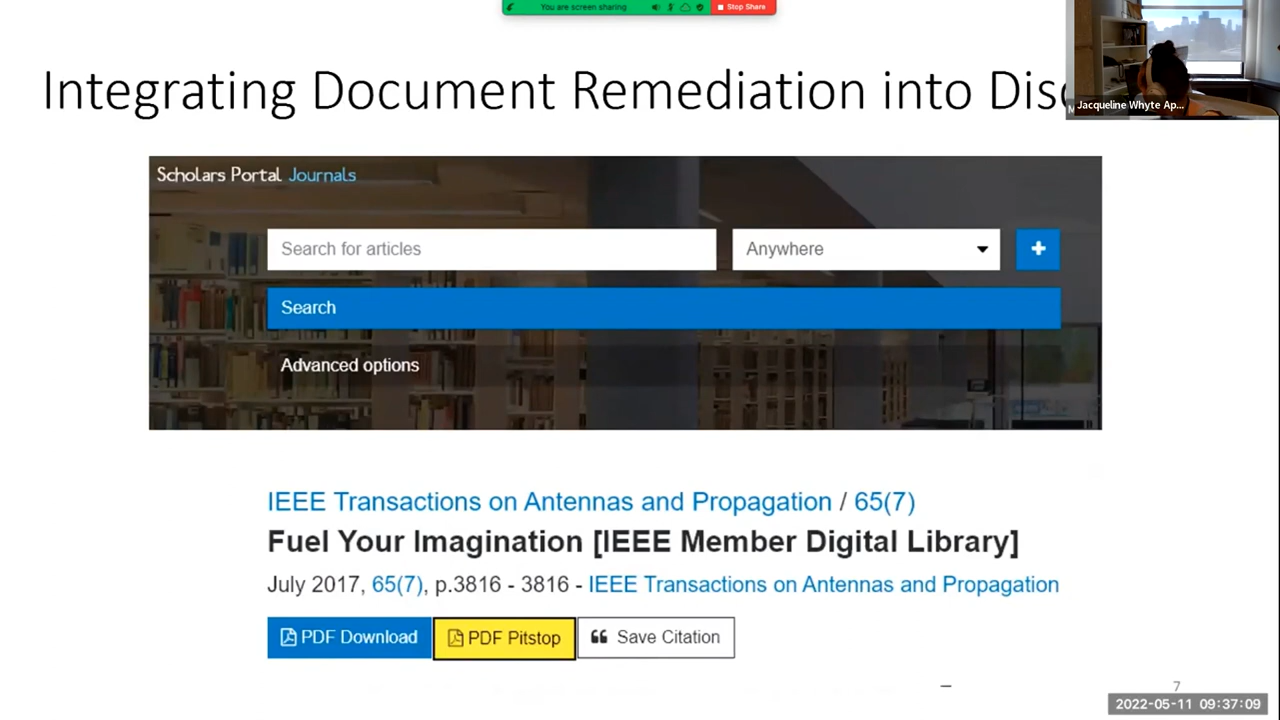 You are screen sharing
Stop Share
Integrating Document Remediation into Disc
Jacqueline Whyte Ap...
Scholars Portal Journals
Search for articles
Anywhere
Search
Advanced options
IEEE Transactions on Antennas and Propagation / 65(7)
Fuel Your Imagination [IEEE Member Digital Library]
July 2017, 65(7), p.3816 - 3816 - IEEE Transactions on Antennas and Propagation
PDF Download
PDF Pitstop
Save Citation
7
2022-05-11 09:37:09